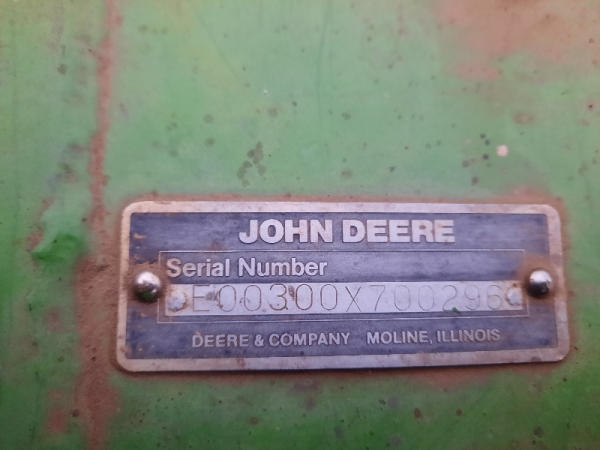 JOHN DEERE
Serial Number
E00300X700296
DEERE & COMPANY MOLINE, ILLINOIS